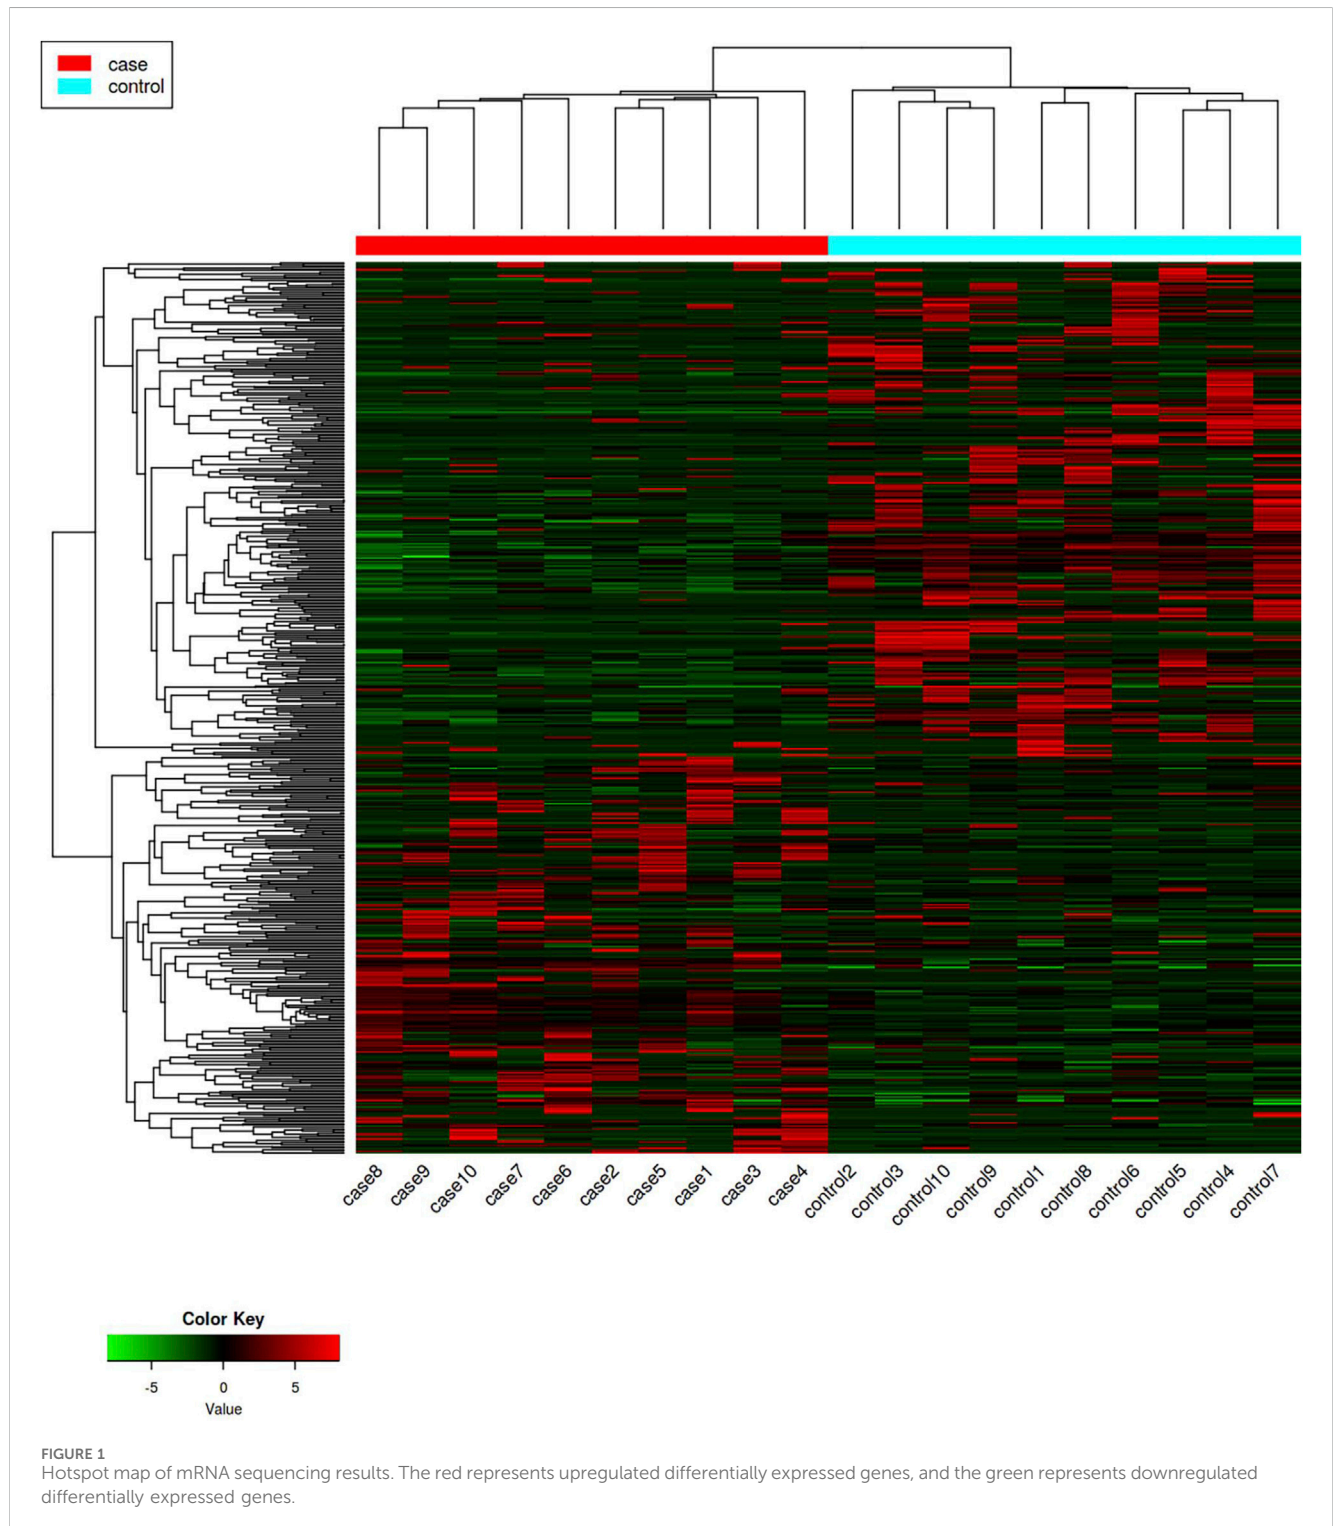 case
control
case8
case9
case10
case7
case6
case2
case5
case1
case3
case4
control2
control3
control10
control9
control1
control8
control6
control5
control4
control7
Color Key
-5 0 5
Value
FIGURE 1
Hotspot map of mRNA sequencing results. The red represents upregulated differentially expressed genes, and the green represents downregulated
differentially expressed genes.